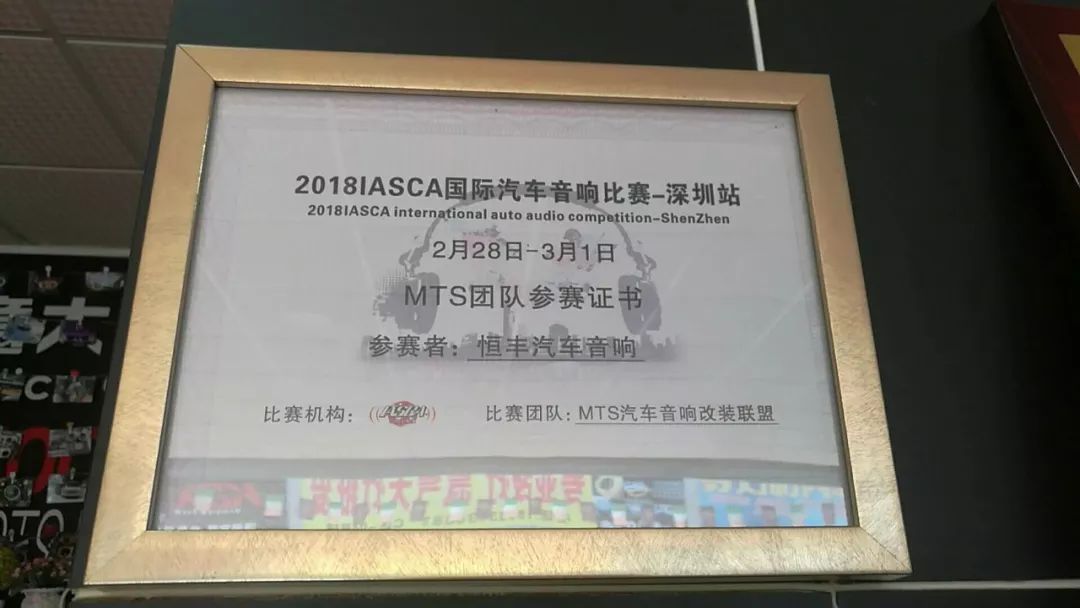 2018IASCA国际汽车音响比赛-深圳站
2018IASCA international auto audio competition-ShenZhen
2月28日-3月1日
MTS团队参赛证书
参赛者：恒丰汽车音响
比赛机构： IASCA 比赛团队: MTS汽车音响改装联盟